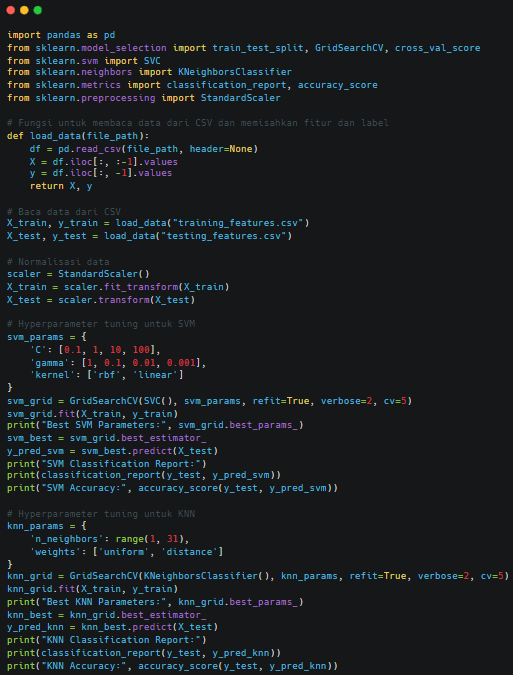 import pandas as pd
from sklearn.model_selection import train_test_split, GridSearchCV, cross_val_score
from sklearn.svm import SVC
from sklearn.neighbors import KNeighborsClassifier
from sklearn.metrics import classification_report, accuracy_score
from sklearn.preprocessing import StandardScaler

# Fungsi untuk membaca data dari CSV dan memisahkan fitur dan label
def load_data(file_path):
    df = pd.read_csv(file_path, header=None)
    X = df.iloc[:, :-1].values
    y = df.iloc[:, -1].values
    return X, y

# Baca data dari CSV
X_train, y_train = load_data("training_features.csv")
X_test, y_test = load_data("testing_features.csv")

# Normalisasi data
scaler = StandardScaler()
X_train = scaler.fit_transform(X_train)
X_test = scaler.transform(X_test)

# Hyperparameter tuning untuk SVM
svm_params = {
    'C': [0.1, 1, 10, 100],
    'gamma': [1, 0.1, 0.01, 0.001],
    'kernel': ['rbf', 'linear']
}
svm_grid = GridSearchCV(SVC(), svm_params, refit=True, verbose=2, cv=5)
svm_grid.fit(X_train, y_train)
print("Best SVM Parameters:", svm_grid.best_params_)
svm_best = svm_grid.best_estimator_
y_pred_svm = svm_best.predict(X_test)
print("SVM Classification Report:")
print(classification_report(y_test, y_pred_svm))
print("SVM Accuracy:", accuracy_score(y_test, y_pred_svm))

# Hyperparameter tuning untuk KNN
knn_params = {
    'n_neighbors': range(1, 31),
    'weights': ['uniform', 'distance']
}
knn_grid = GridSearchCV(KNeighborsClassifier(), knn_params, refit=True, verbose=2, cv=5)
knn_grid.fit(X_train, y_train)
print("Best KNN Parameters:", knn_grid.best_params_)
knn_best = knn_grid.best_estimator_
y_pred_knn = knn_best.predict(X_test)
print("KNN Classification Report:")
print(classification_report(y_test, y_pred_knn))
print("KNN Accuracy:", accuracy_score(y_test, y_pred_knn))